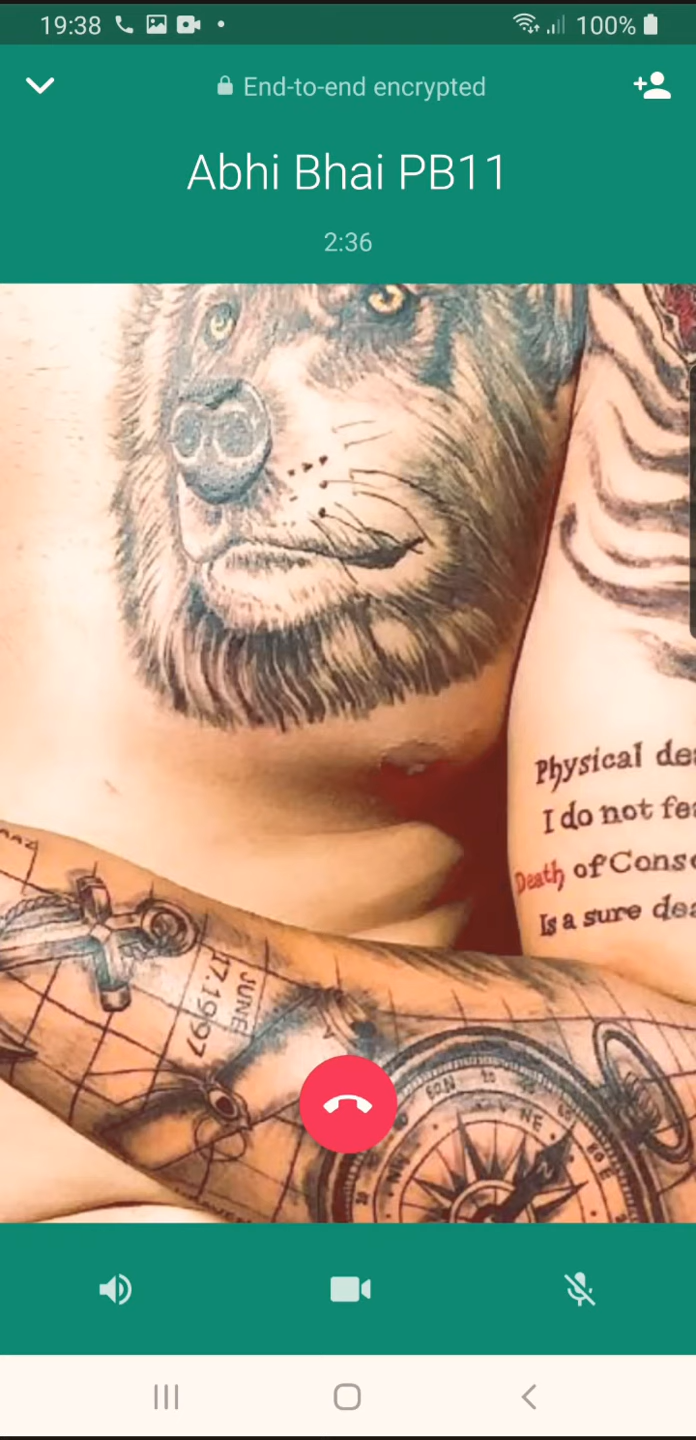 19:38
100%
End-to-end encrypted
Abhi Bhai PB11
2:36
Physical
I do not
Death of
Is a sure
JUNE
17.1997
NE